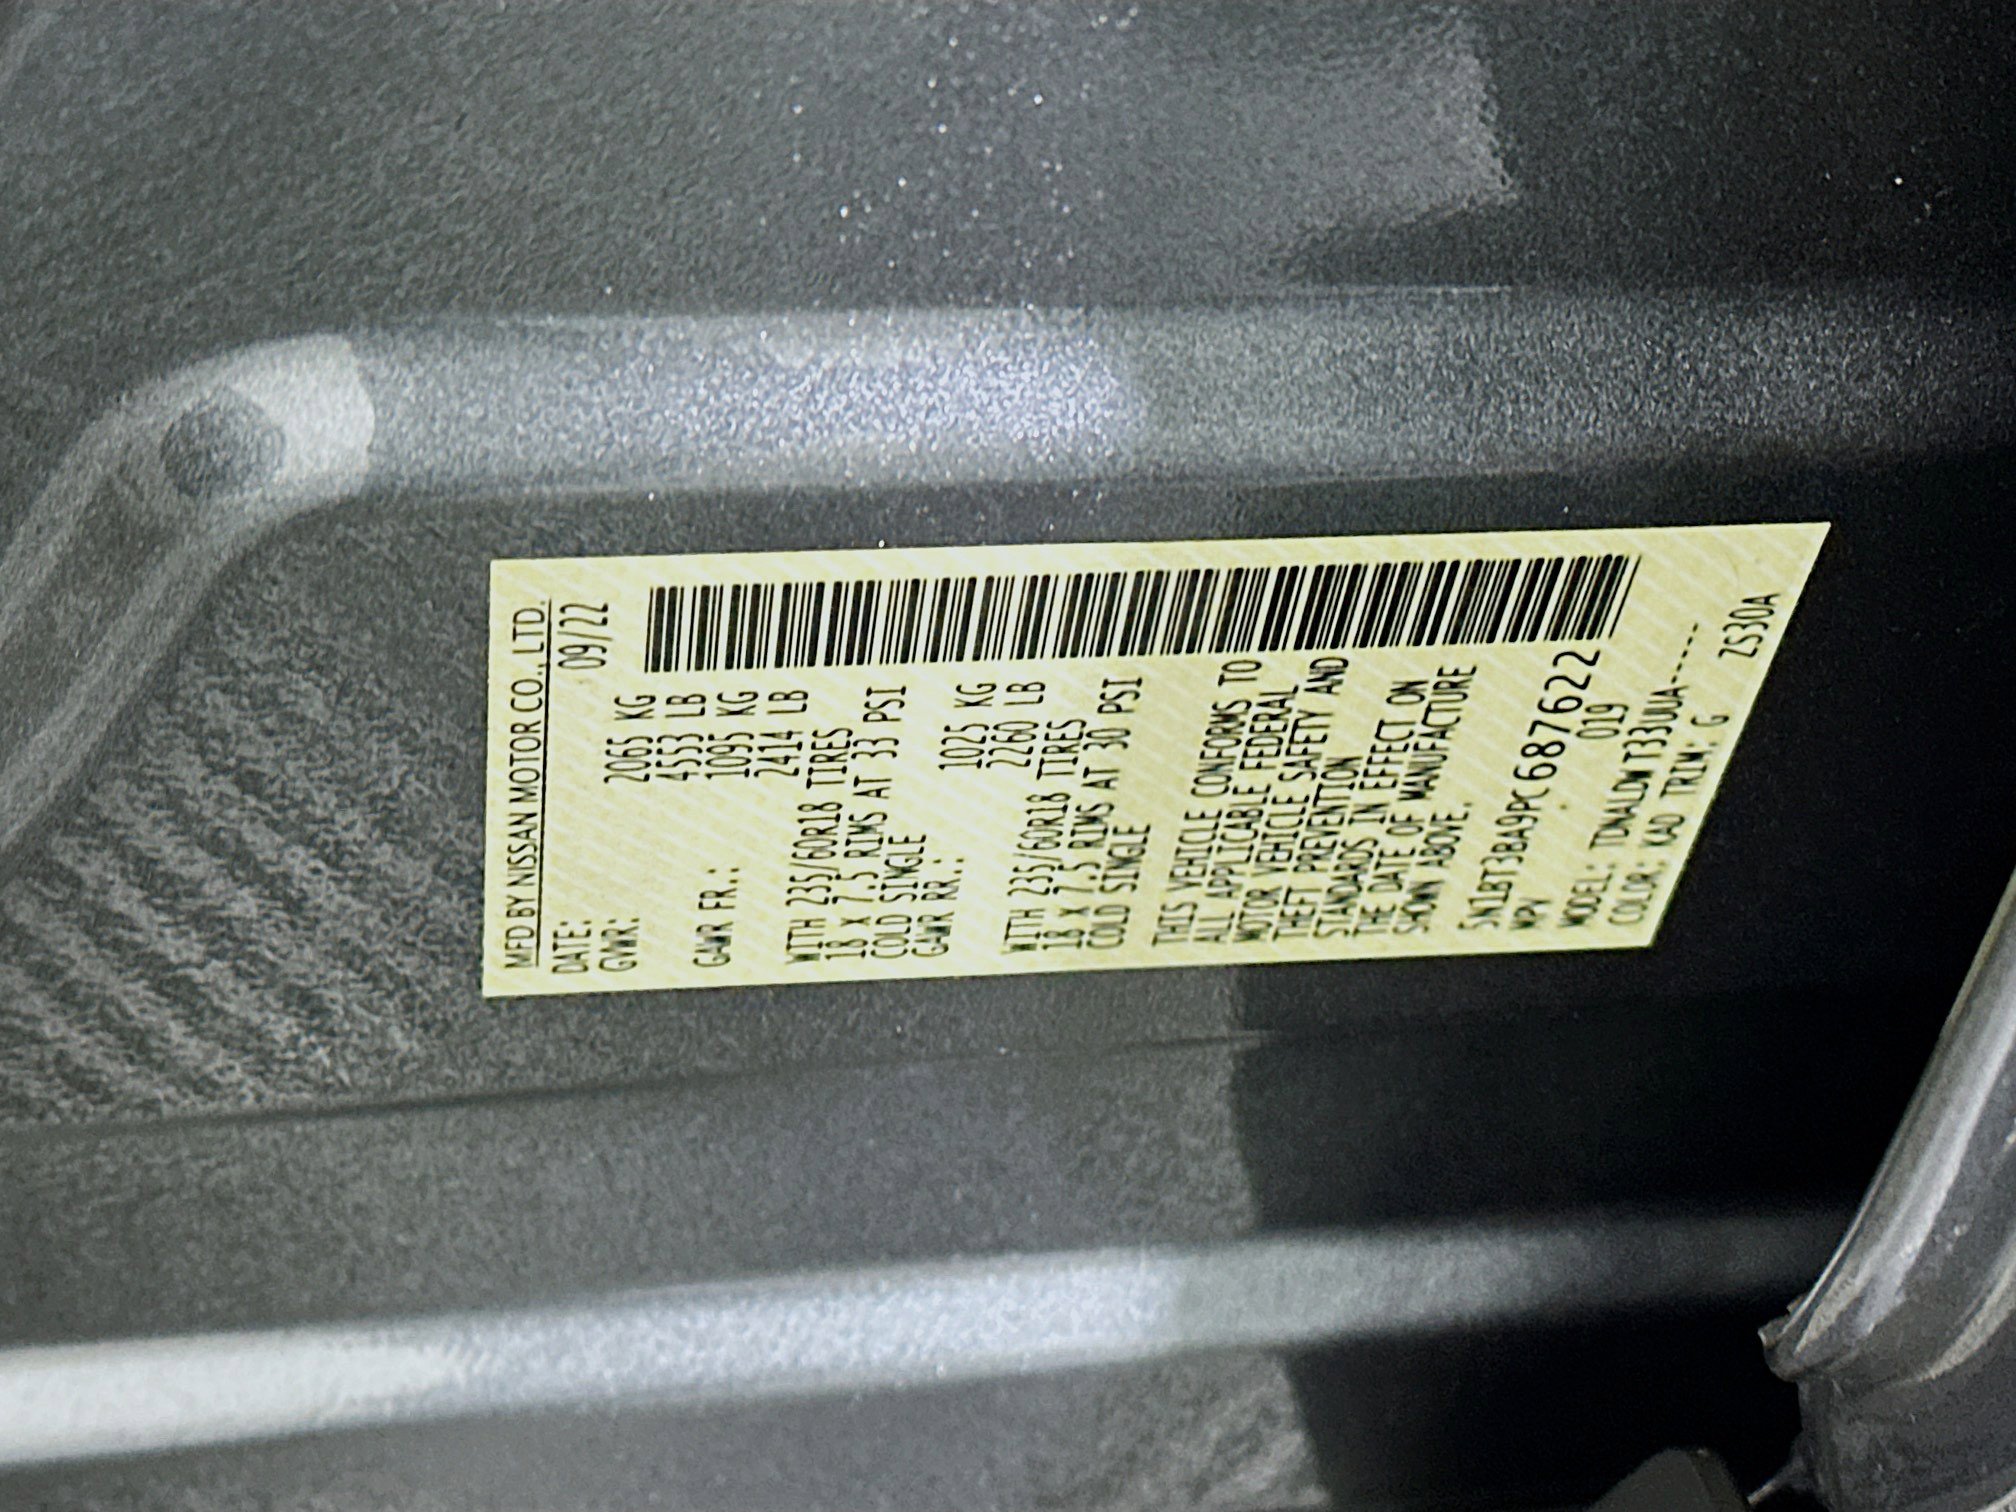 MFD BY NISSAN MOTOR CO., LTD.
DATE: 09/22
GVWR: 2065 KG
4553 LB
GAWR FR.: 1095 KG
2414 LB
WITH 235/60R18 TIRES
18 x 7.5 RIMS AT 33 PSI
COLD SINGLE
GAWR RR.: 1025 KG
2260 LB
WITH 235/60R18 TIRES
18 x 7.5 RIMS AT 30 PSI
COLD SINGLE
THIS VEHICLE CONFORMS TO
ALL APPLICABLE FEDERAL
MOTOR VEHICLE SAFETY AND
THEFT PREVENTION
STANDARDS IN EFFECT ON
THE DATE OF MANUFACTURE
SHOWN ABOVE.
5N1BT3BA9PC687622
MPV 019
MODEL: TDNALDWT33UUA-----
COLOR: KAD TRIM: G ZS30A